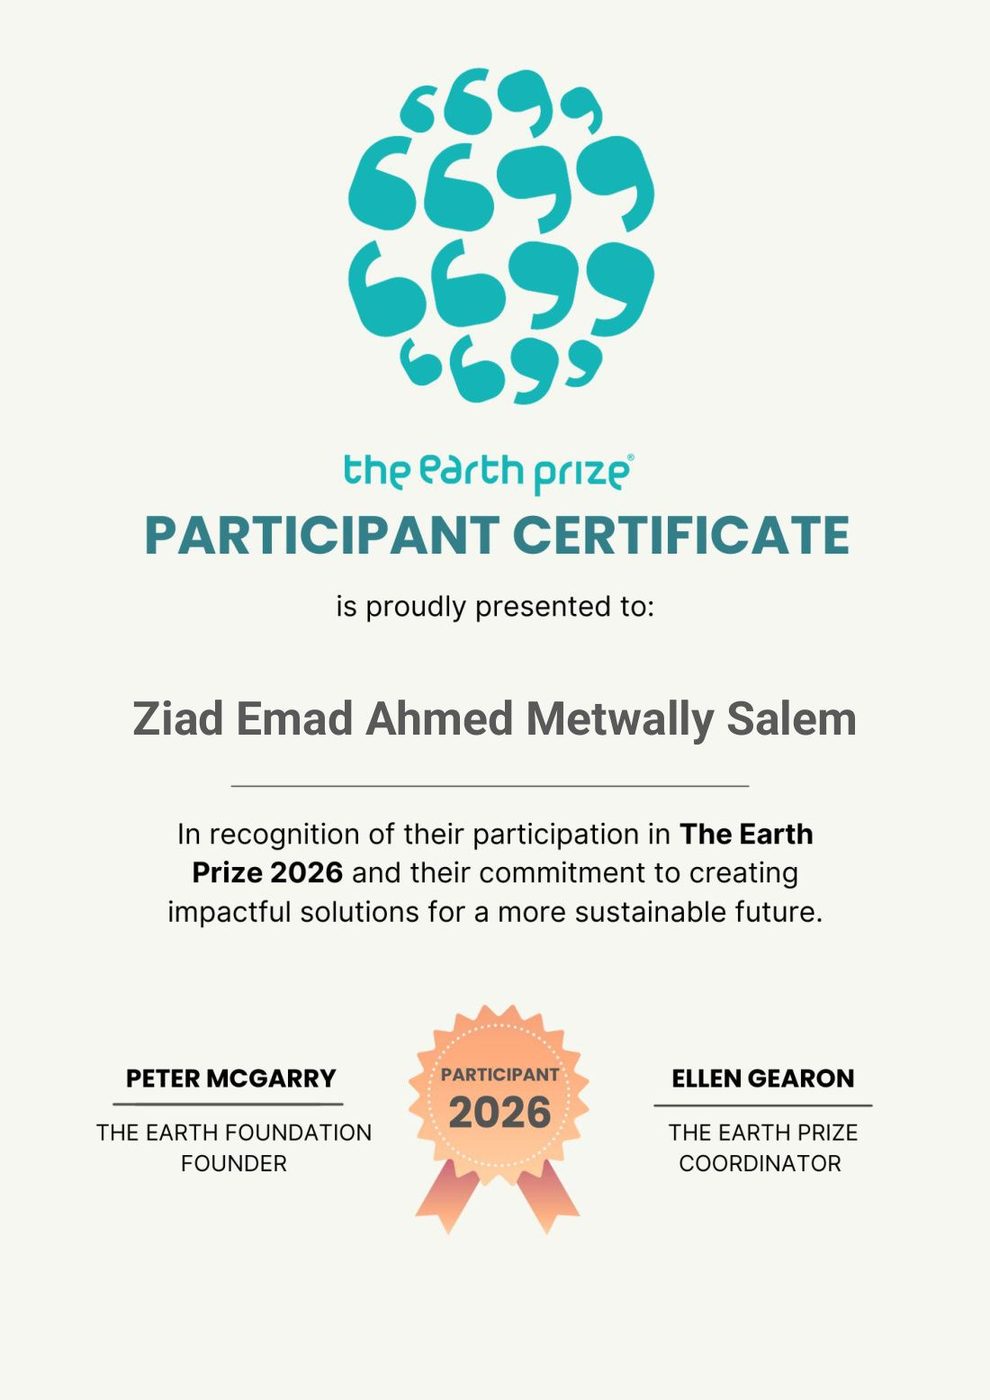 the earth prize®
PARTICIPANT CERTIFICATE
is proudly presented to:
Ziad Emad Ahmed Metwally Salem
In recognition of their participation in The Earth
Prize 2026 and their commitment to creating
impactful solutions for a more sustainable future.
PETER MCGARRY
THE EARTH FOUNDATION
FOUNDER
PARTICIPANT
2026
ELLEN GEARON
THE EARTH PRIZE
COORDINATOR